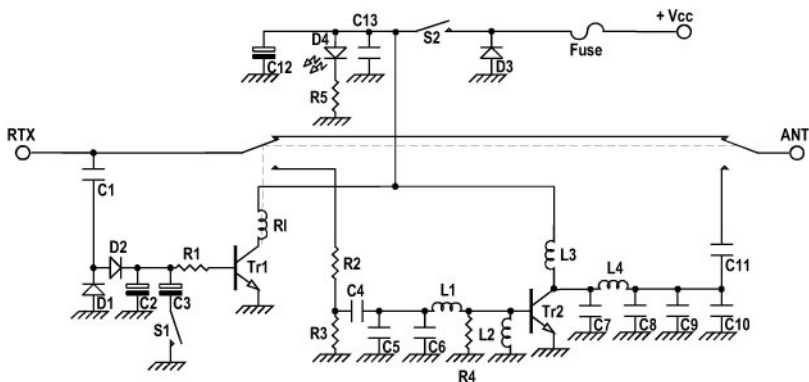 + Vcc
C13
D4
S2
Fuse
C12
D3
R5
RTX
ANT
C1
Rl
D2
R1
R2
L3
L4
C11
Tr1
C4
L1
Tr2
D1
C2
C3
S1
R3
C5
C6
L2
C7
C8
C9
C10
R4